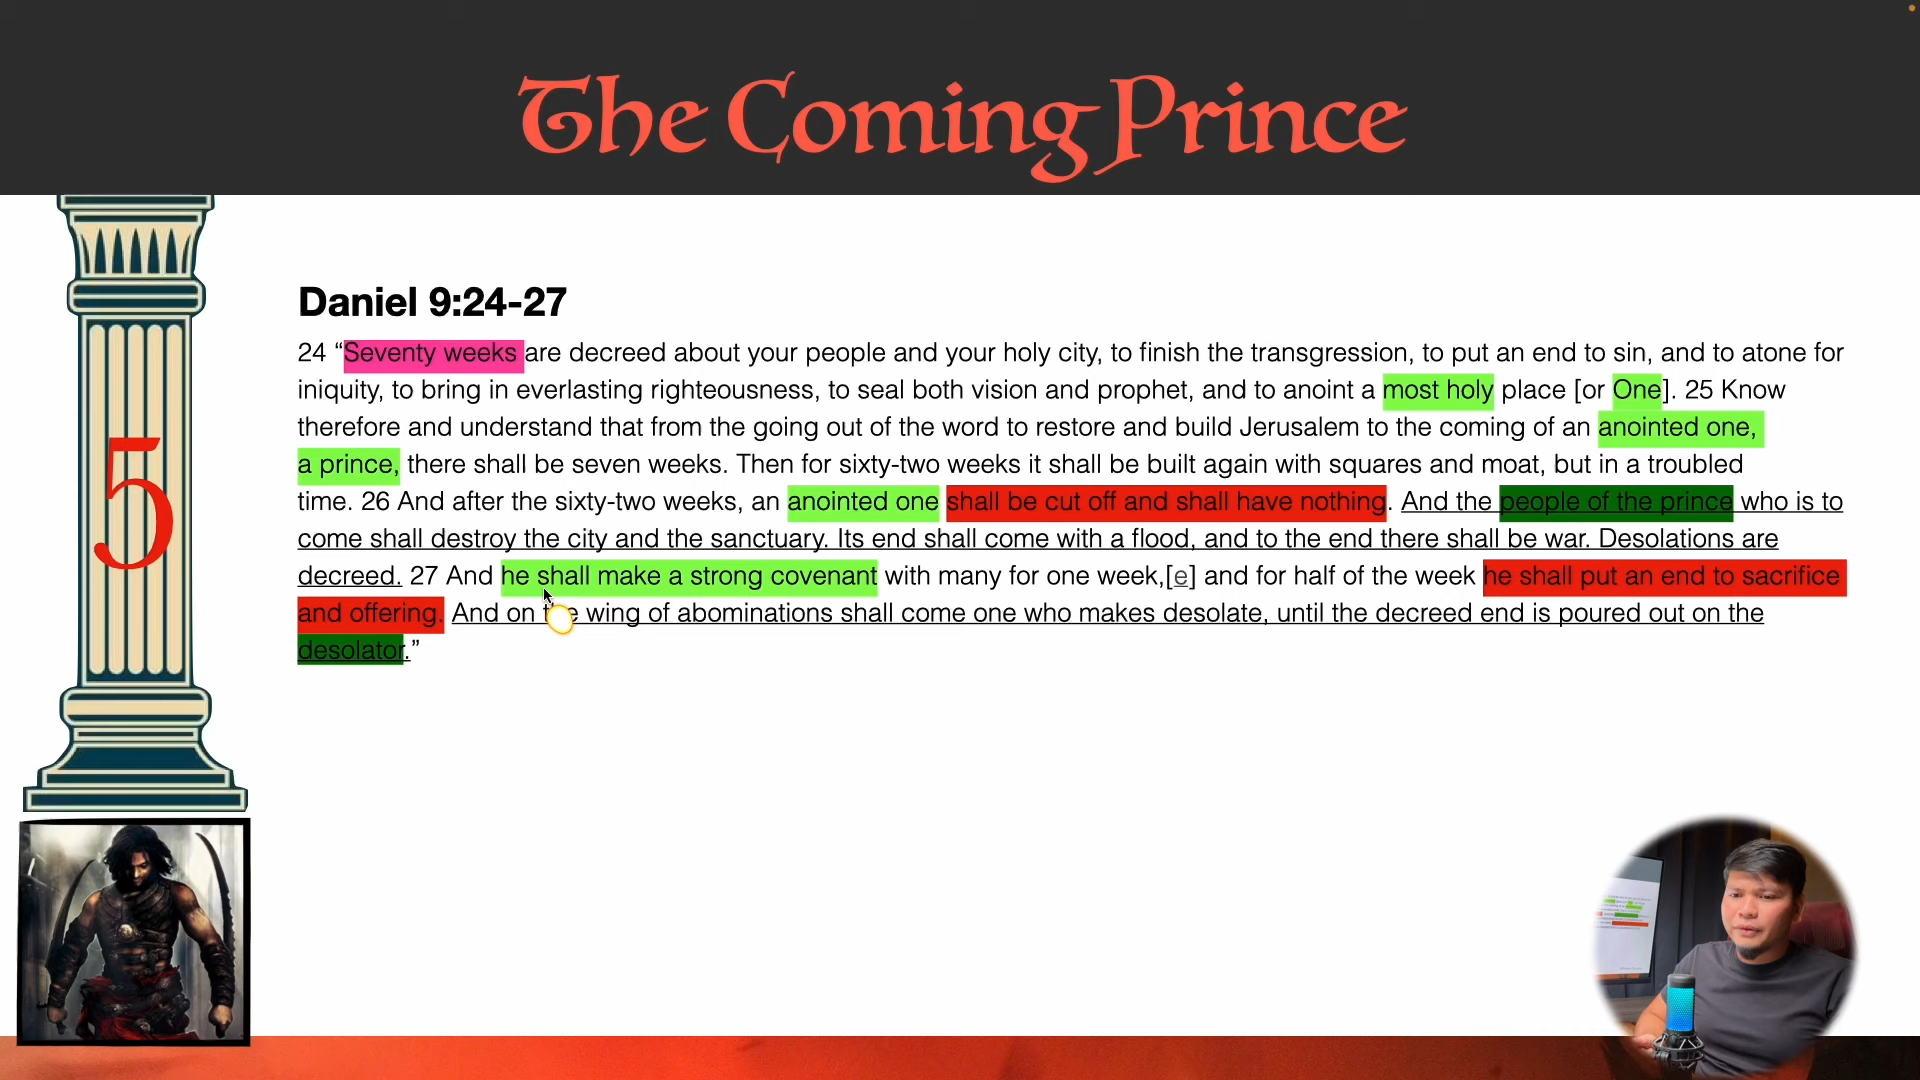 The Coming Prince
5
Daniel 9:24-27
24 “Seventy weeks are decreed about your people and your holy city, to finish the transgression, to put an end to sin, and to atone for
iniquity, to bring in everlasting righteousness, to seal both vision and prophet, and to anoint a most holy place [or One]. 25 Know
therefore and understand that from the going out of the word to restore and build Jerusalem to the coming of an anointed one,
a prince, there shall be seven weeks. Then for sixty-two weeks it shall be built again with squares and moat, but in a troubled
time. 26 And after the sixty-two weeks, an anointed one shall be cut off and shall have nothing. And the people of the prince who is to
come shall destroy the city and the sanctuary. Its end shall come with a flood, and to the end there shall be war. Desolations are
decreed. 27 And he shall make a strong covenant with many for one week,[e] and for half of the week he shall put an end to sacrifice
and offering. And on the wing of abominations shall come one who makes desolate, until the decreed end is poured out on the
desolator.”